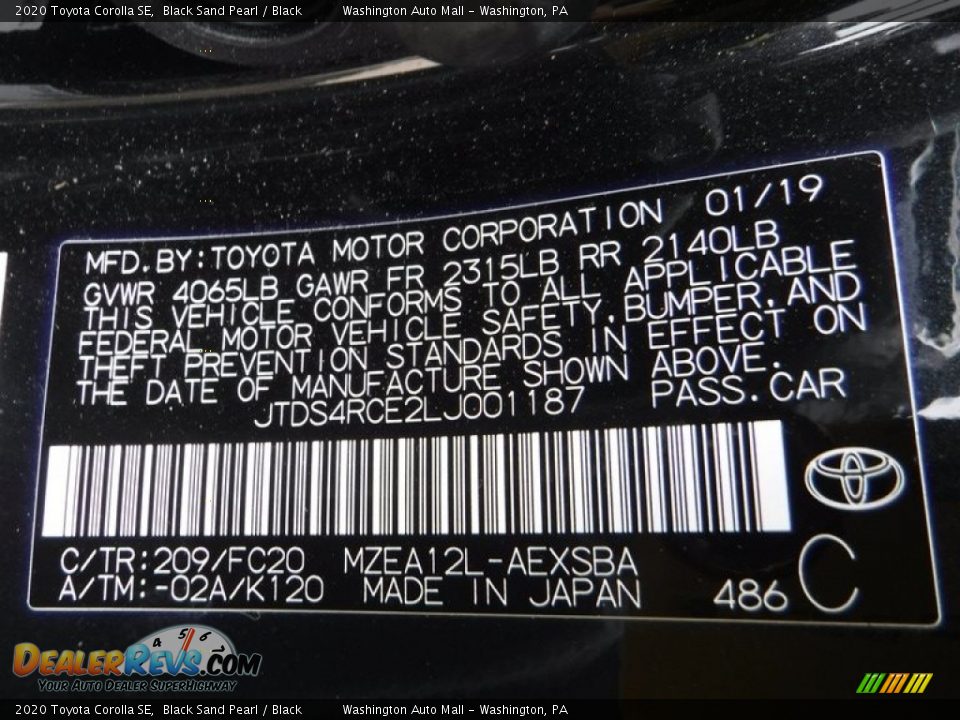 2020 Toyota Corolla SE, Black Sand Pearl / Black Washington Auto Mall - Washington, PA
MFD.BY:TOYOTA MOTOR CORPORATION 01/19
GVWR 4065LB GAWR FR 2315LB RR 2140LB
THIS VEHICLE CONFORMS TO ALL APPLICABLE
FEDERAL MOTOR VEHICLE SAFETY,BUMPER,AND
THEFT PREVENTION STANDARDS IN EFFECT ON
THE DATE OF MANUFACTURE SHOWN ABOVE.
JTDS4RCE2LJ001187 PASS.CAR
C/TR:209/FC20 MZEA12L-AEXSBA
A/TM:-02A/K120 MADE IN JAPAN 486 C
4 5 6
DEALERREVS.COM
YOUR AUTO DEALER SUPERHIGHWAY
2020 Toyota Corolla SE, Black Sand Pearl / Black Washington Auto Mall - Washington, PA